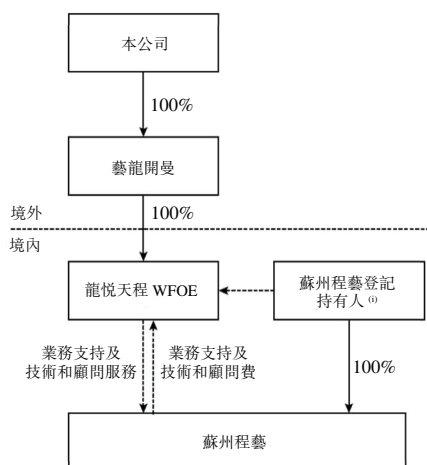 本公司
100%
藝龍開曼
境外
100%
境內
龍悅天程 WFOE
蘇州程藝登記
持有人 (i)
業務支持及
技術和顧問服務
業務支持及
技術和顧問費
100%
蘇州程藝